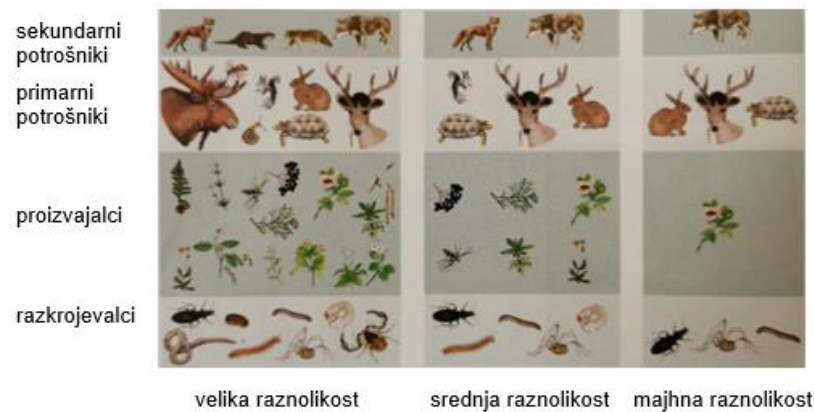 sekundarni
potrošniki
primarni
potrošniki
proizvajalci
razkrojevalci
velika raznolikost
srednja raznolikost
majhna raznolikost